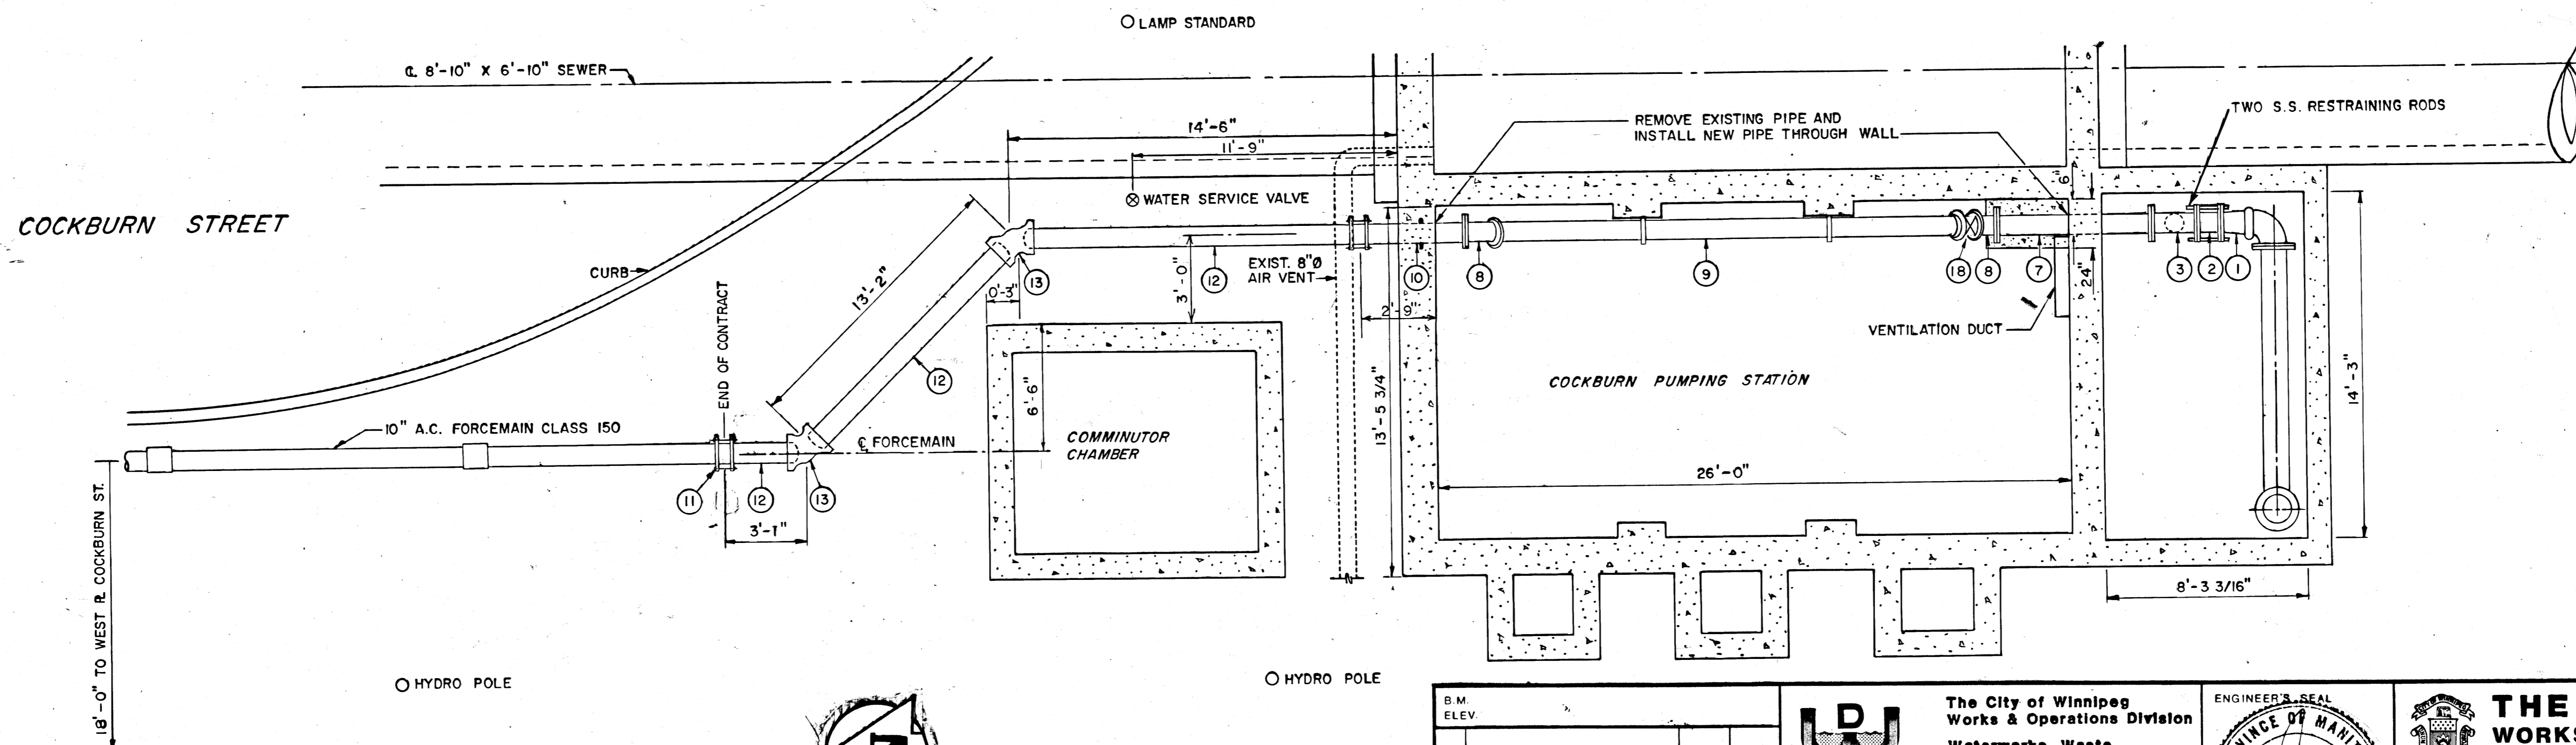 LAMP STANDARD
℄ 8'-10" X 6'-10" SEWER
14'-6"
11'-9"
REMOVE EXISTING PIPE AND
INSTALL NEW PIPE THROUGH WALL
TWO S.S. RESTRAINING RODS
6"
WATER SERVICE VALVE
COCKBURN STREET
CURB
13'-2"
0'-3"
13
3'-0"
12
EXIST. 8"Ø
AIR VENT
2'-9"
10
8
9
18
8
7
24"
3
2
1
VENTILATION DUCT
END OF CONTRACT
12
6'-6"
13'-5 3/4"
COCKBURN PUMPING STATION
14'-3"
10" A.C. FORCEMAIN CLASS 150
℄ FORCEMAIN
COMMINUTOR
CHAMBER
26'-0"
11
12
13
3'-1"
18'-0" TO WEST ⅊ COCKBURN ST.
N
8'-3 3/16"
HYDRO POLE
HYDRO POLE
B.M.
ELEV.
D
The City of Winnipeg
Works & Operations Division
ENGINEER'S SEAL
THE
WORKS